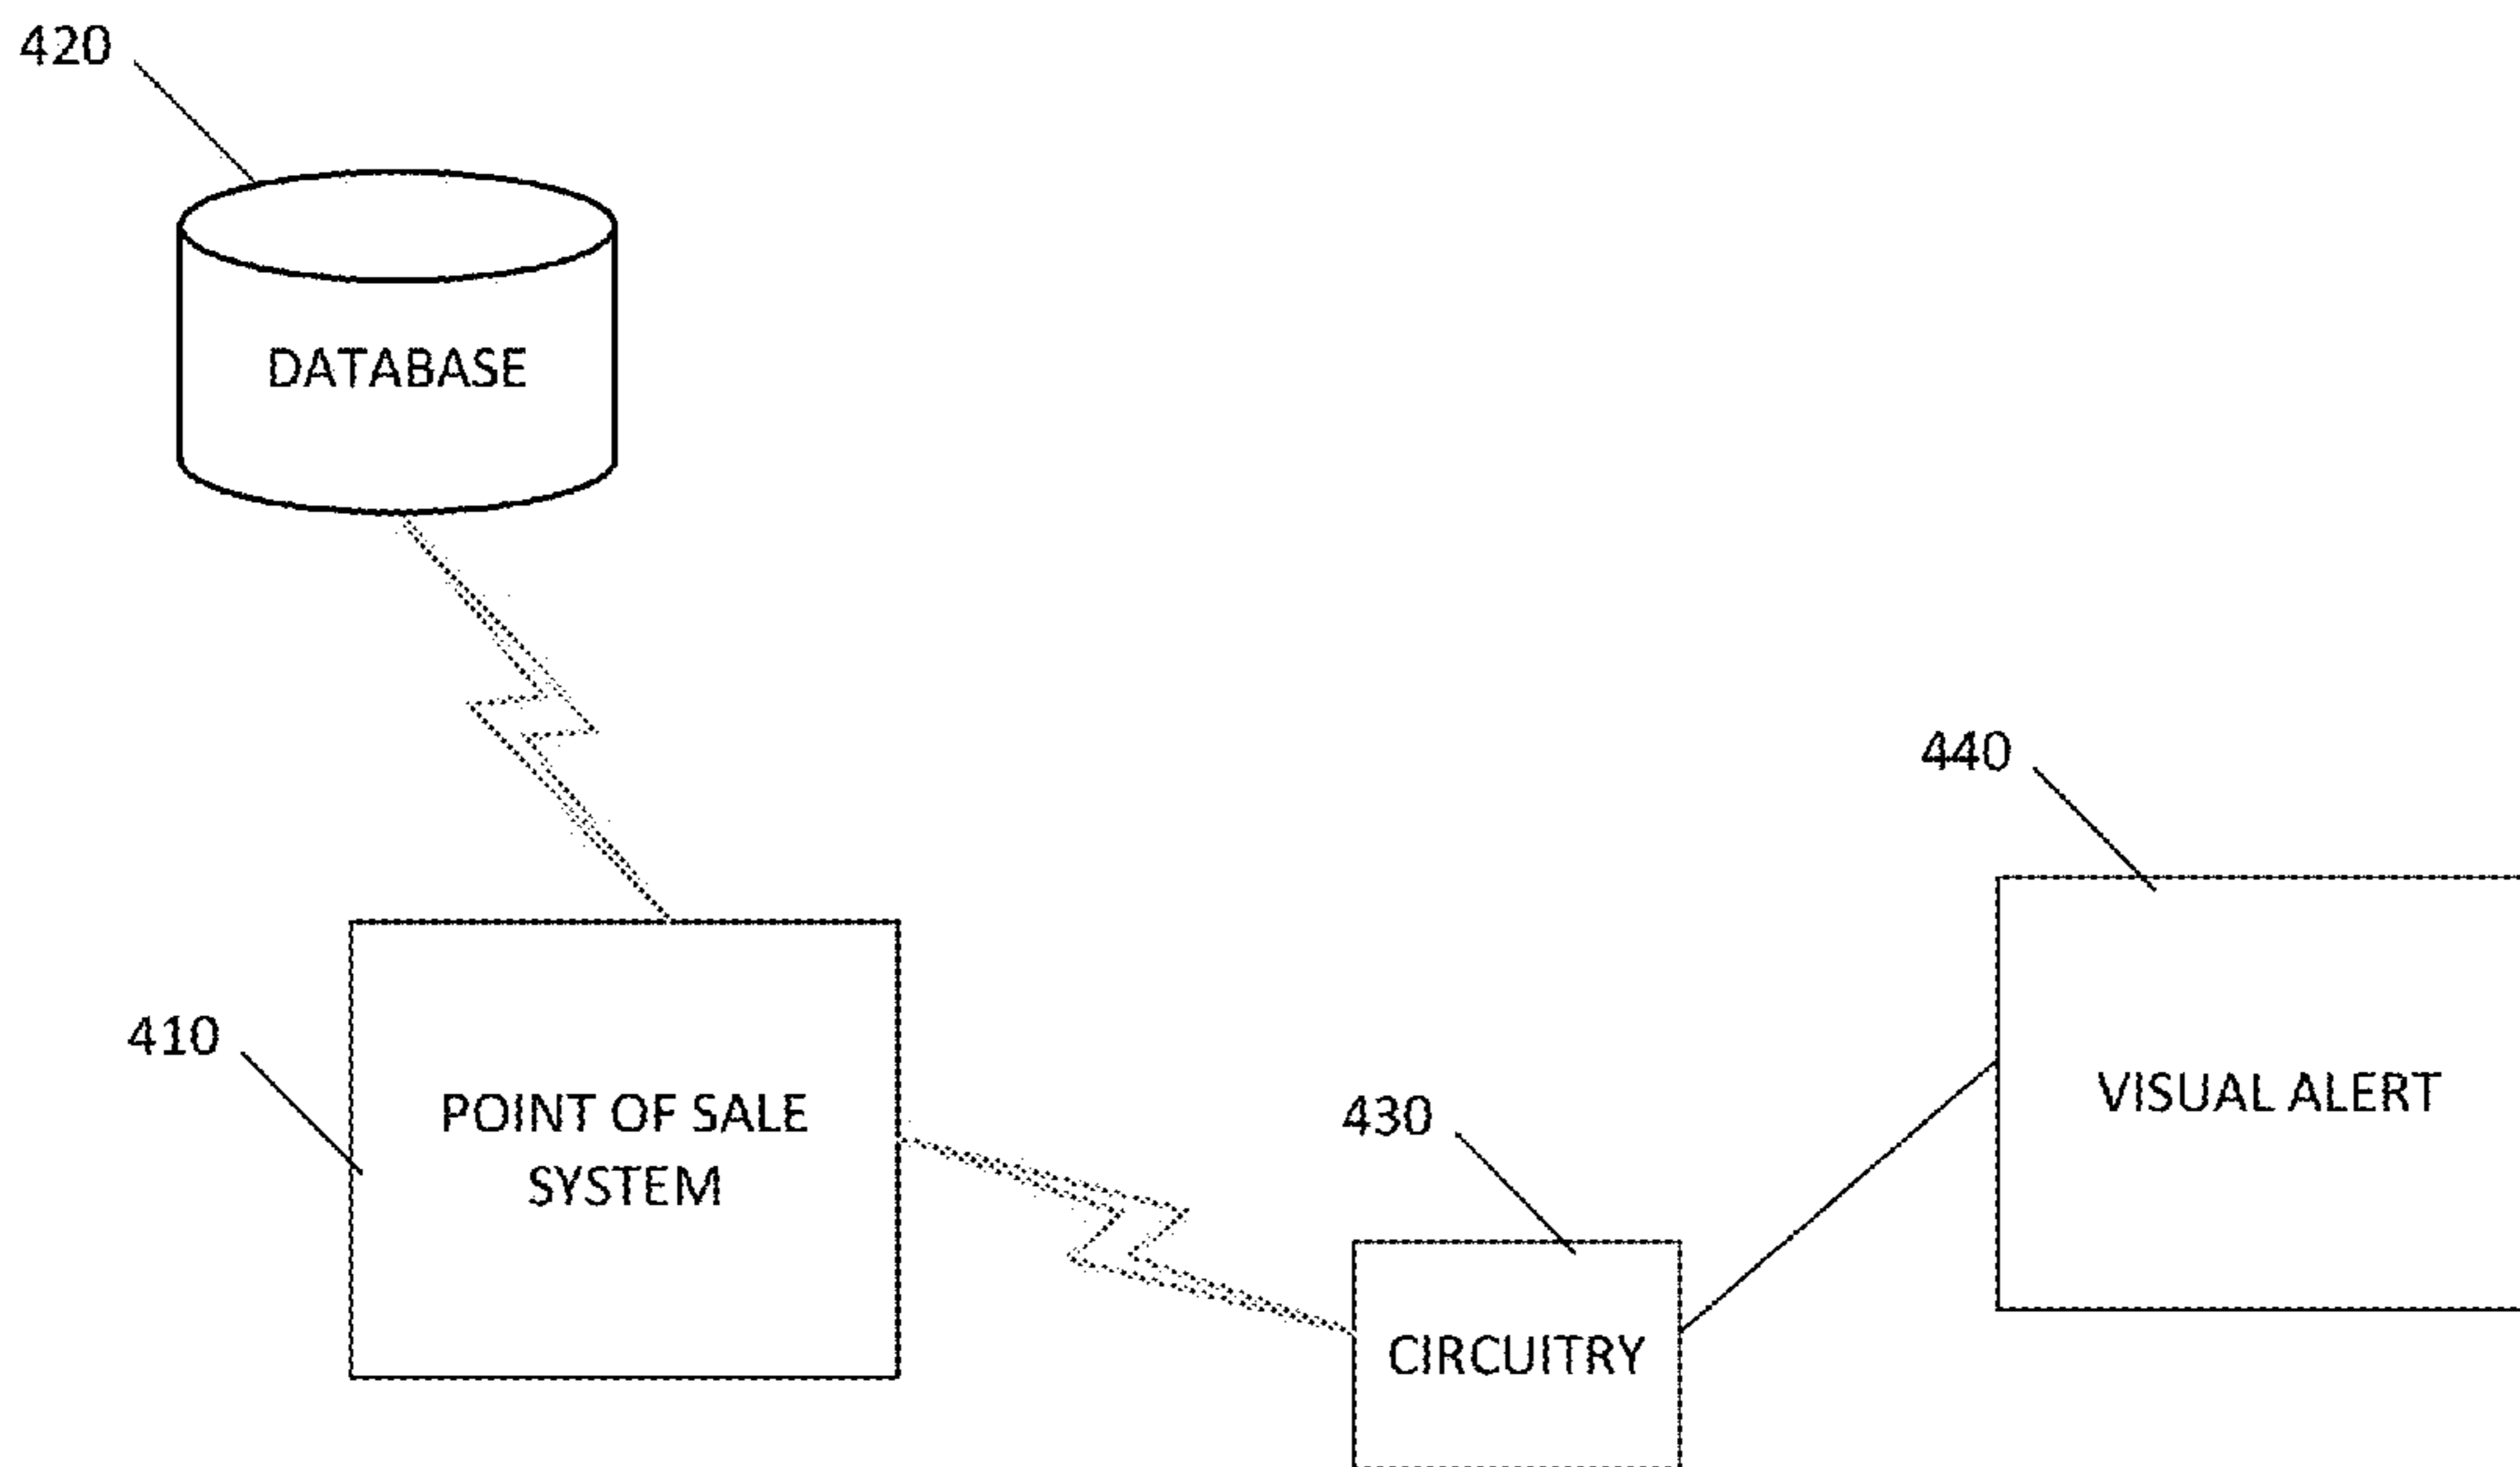 420
DATABASE
440
410
POINT OF SALE
SYSTEM
430
VISUAL ALERT
CIRCUITRY